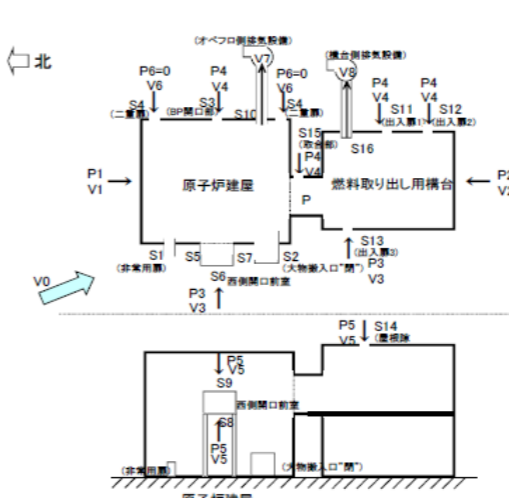 (オペフロ側排気設備)
V7
(構台側排気設備)
V8
北
P6=0
V6
P4
V4
P6=0
V6
P4
V4
P4
V4
S4
(二重扉)
S3
(BP開口部)
S10
S4
(二重扉)
S11
(出入扉1)
S12
(出入扉2)
S15
(取合部)
P4
V4
S16
P1
V1
原子炉建屋
P
燃料取り出し用構台
P2
V2
S1
(非常用扉)
S5
S7
S2
(大物搬入口"閉")
S6
西側開口前室
S13
(出入扉3)
P3
V3
P3
V3
V0
P5
V5
S14
(屋根隙
P5
V5
S9
西側開口前室
S8
P5
V5
(非常用扉)
(大物搬入口"閉")
原子炉建屋